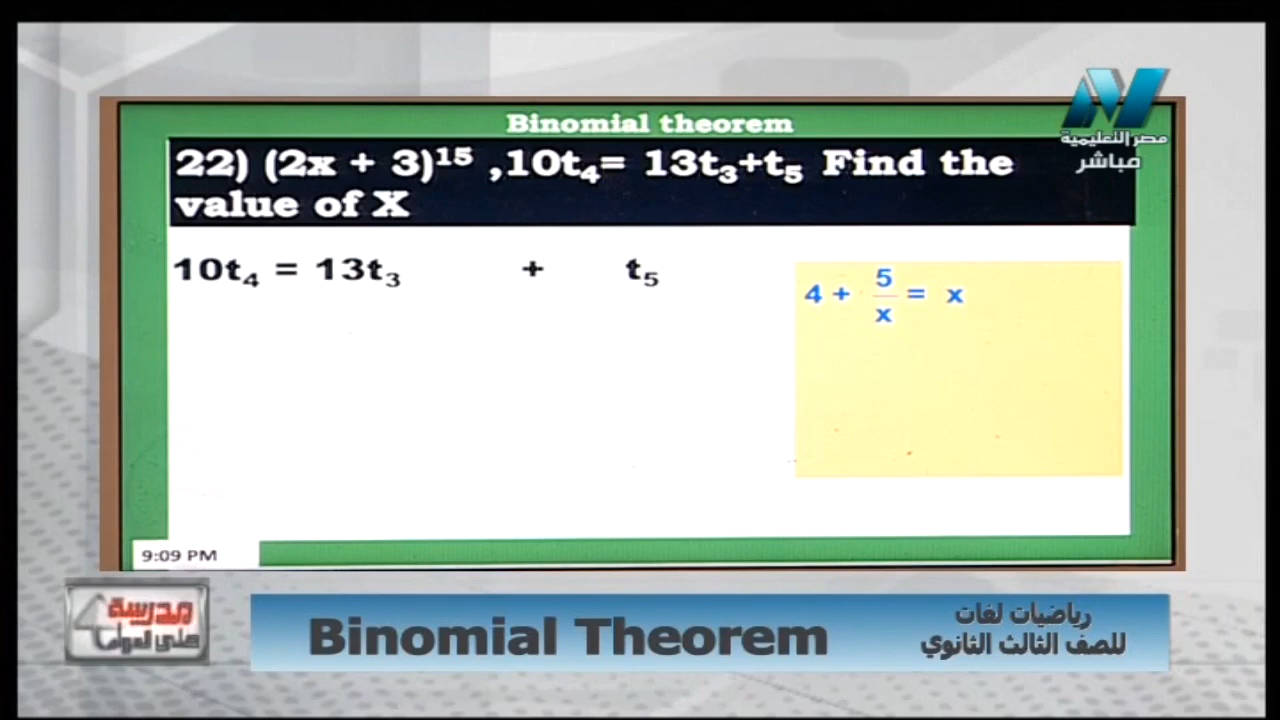 مصر التعليمية
مباشر
Binomial theorem
22) (2x + 3)¹⁵ ,10t₄= 13t₃+t₅ Find the
value of X
10t₄ = 13t₃ + t₅
4 + 5/x = x
9:09 PM
مدرسة
على الهواء
Binomial Theorem
رياضيات لغات
للصف الثالث الثانوي